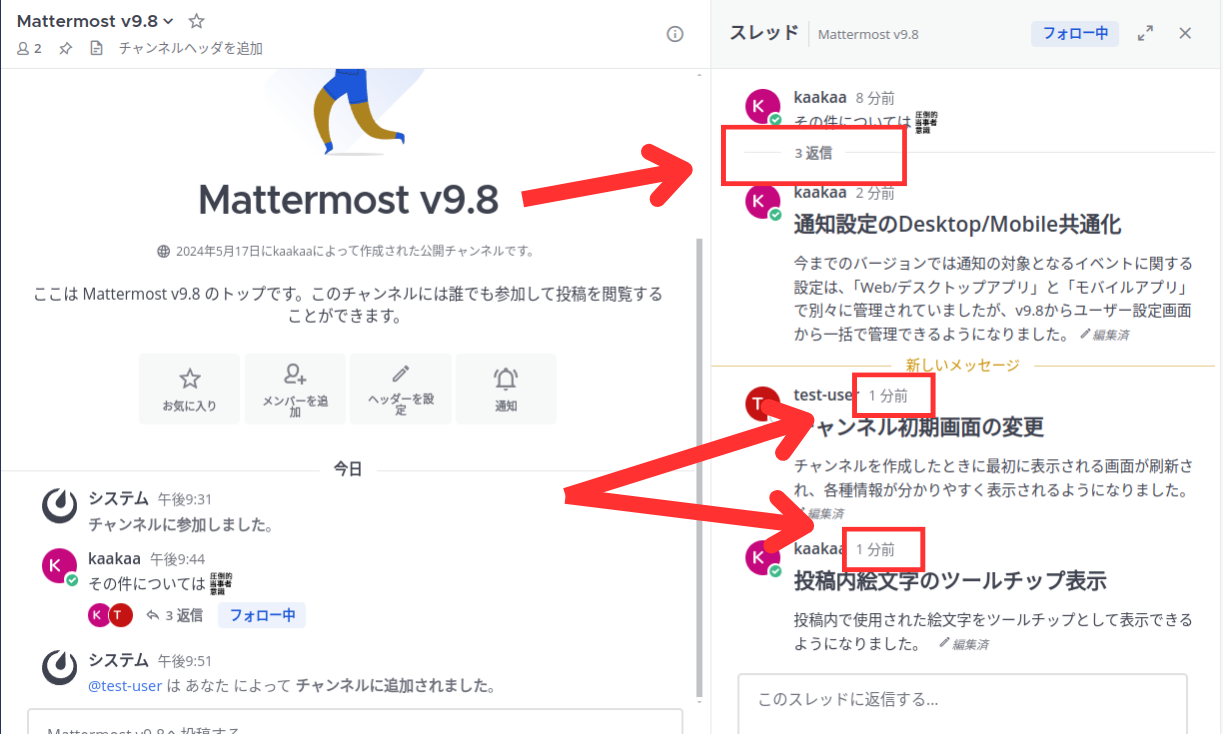 Mattermost v9.8
2 チャンネルヘッダを追加
Mattermost v9.8
2024年5月17日にkaakaaによって作成された公開チャンネルです。
ここは Mattermost v9.8 のトップです。このチャンネルには誰でも参加して投稿を閲覧する
ことができます。
お気に入り
メンバーを追
加
ヘッダーを設
定
通知
今日
システム 午後9:31
チャンネルに参加しました。
K
kaakaa 午後9:44
その件については 圧倒的
当事者
意識
K T 3 返信 フォロー中
システム 午後9:51
@test-user は あなた によって チャンネルに追加されました。
Mattermost v9.8へ投稿する
スレッド Mattermost v9.8 フォロー中
K
kaakaa 8 分前
その件については 圧倒的
当事者
意識
3 返信
K
kaakaa 2 分前
通知設定のDesktop/Mobile共通化
今までのバージョンでは通知の対象となるイベントに関する
設定は、「Web/デスクトップアプリ」と「モバイルアプリ」
で別々に管理されていましたが、v9.8からユーザー設定画面
から一括で管理できるようになりました。 編集済
新しいメッセージ
T
test-user 1 分前
ャンネル初期画面の変更
チャンネルを作成したときに最初に表示される画面が刷新さ
れ、各種情報が分かりやすく表示されるようになりました。
編集済
K
kaakaa 1 分前
投稿内絵文字のツールチップ表示
投稿内で使用された絵文字をツールチップとして表示できる
ようになりました。 編集済
このスレッドに返信する...